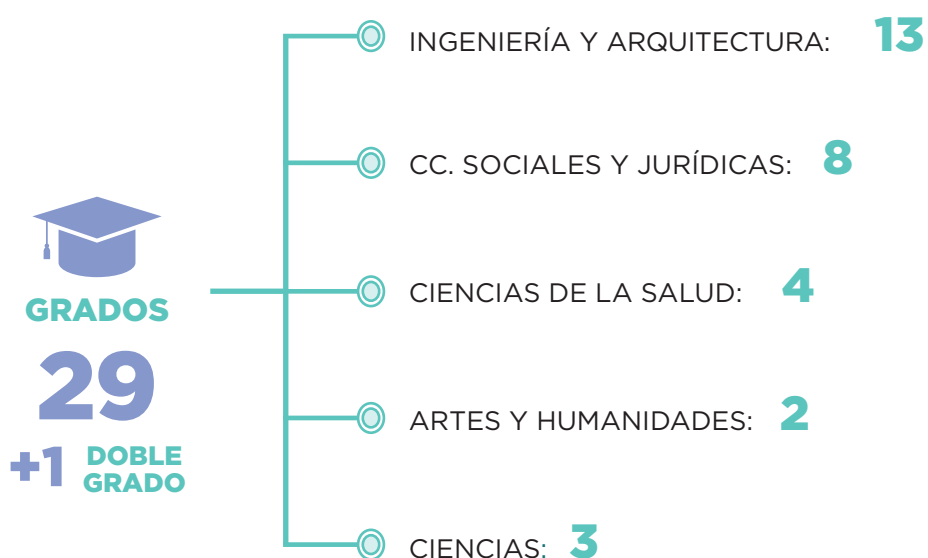 INGENIERÍA Y ARQUITECTURA: 13
CC. SOCIALES Y JURÍDICAS: 8
GRADOS
29
+1 DOBLE
GRADO
CIENCIAS DE LA SALUD: 4
ARTES Y HUMANIDADES: 2
CIENCIAS: 3